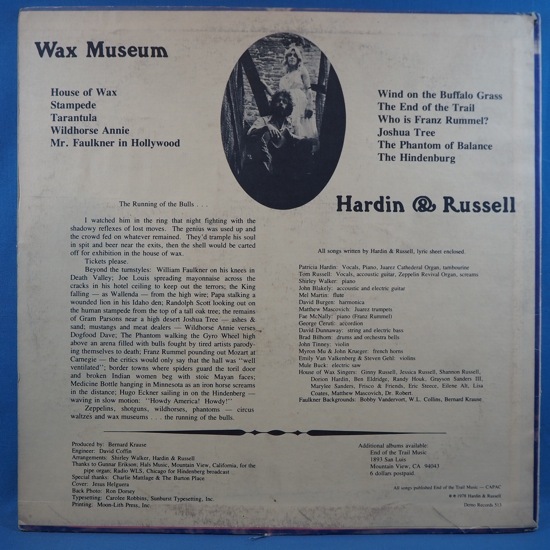 Wax Museum
House of Wax
Stampede
Tarantula
Wildhorse Annie
Mr. Faulkner in Hollywood
Wind on the Buffalo Grass
The End of the Trail
Who is Franz Rummel?
Joshua Tree
The Phantom of Balance
The Hindenburg
Hardin & Russell
The Running of the Bulls . . .
I watched him in the ring that night fighting with the
shadowy reflexes of lost moves. The genius was used up and
the crowd fed on whatever remained. They'd trample his soul
in spit and beer near the exits, then the shell would be carted
off for exhibition in the house of wax.
Tickets please.
Beyond the turnstyles: William Faulkner on his knees in
Death Valley; Joe Louis spreading mayonnaise across the
cracks in his hotel ceiling to keep out the terrors; the King
falling — as Wallenda — from the high wire; Papa stalking a
wounded lion in his Idaho den; Randolph Scott looking out on
the human stampede from the top of a tall oak tree; the remains
of Gram Parsons near a high desert Joshua Tree — ashes &
sand; mustangs and meat dealers — Wildhorse Annie verses
Dogfood Dave; The Phantom walking the Gyro Wheel high
above an arena filled with bulls fought by tired artists parody-
ing themselves to death; Franz Rummel pounding out Mozart at
Carnegie — the critics would only say that the hall was "well
ventilated"; border towns where spiders guard the toil door
and broken Indian women beg with stoic Mayan faces;
Medicine Bottle hanging in Minnesota as an iron horse screams
in the distance; Hugo Eckner sailing in on the Hindenberg —
waving in slow motion. "Howdy America! Howdy!"
Zeppelins, shotguns, wildhorses, phantoms — circus
waltzes and wax museums . . . the running of the bulls.
All songs written by Hardin & Russell, lyric sheet enclosed.
Patricia Hardin: Vocals, Piano, Juarez Cathederal Organ, tamborine
Tom Russell: Vocals, accoustic guitar, Zeppelin Revival Organ, screams
Shirley Walker: piano
John Blakely: accoustic and electric guitar
Mel Martin: flute
David Burgen: harmonica
Matthew Mascovich: Juarez trumpets
Fae McNally: piano (Franz Rummel)
George Cerutí: accordion
David Dunaway: string and electric bass
Brad Bilhorn: drums and orchestra bells
John Tinney: violin
Myron Mu & John Krueger: french horns
Emily Van Valkenburg & Steven Gehl: violins
Mule Buck: electric saw
House of Wax Singers: Ginny Russell, Jessica Russell, Shannon Russell,
Dorion Hardin, Ben Eldridge, Randy Houk, Grayson Sanders III,
Marylee Sanders, Frisco & Friends, Eric Steece, Eilene Alt, Lisa
Coates, Matthew Mascovich, Dr. Robert
Faulkner Backgrounds: Bobby Vandervort, W.L. Collins, Bernard Krause
Produced by: Bernard Krause
Engineer: David Coffin
Arrangements: Shirley Walker, Hardin & Russell
Thanks to Gunnar Erikson; Hals Music, Mountain View, California, for the
pipe organ; Radio WLS, Chicago for Hindenberg broadcast
Special thanks: Charlie Mattlage & The Barton Place
Cover: Jesus Helguera
Back Photo: Ron Dorsey
Typesetting: Carolee Robbins, Sunburst Typesetting, Inc.
Printing: Moon-Lith Press, Inc.
Additional albums available:
End of the Trail Music
1893 San Luis
Mountain View, CA. 94043
6 dollars postpaid
All songs published End of the Trail Music — CAPAC
℗ © 1978 Hardin & Russell
Demo Records 511